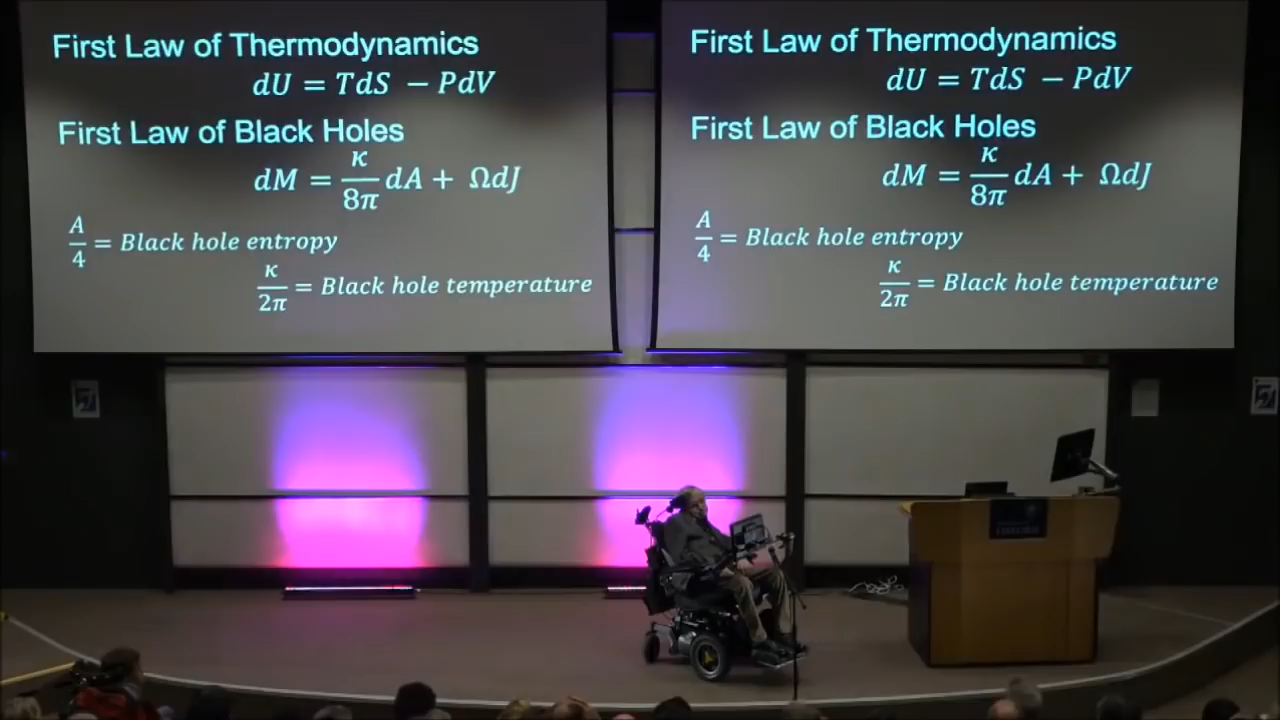 First Law of Thermodynamics
dU = TdS − PdV
First Law of Black Holes
dM = κ/8π dA + ΩdJ
A/4 = Black hole entropy
κ/2π = Black hole temperature
First Law of Thermodynamics
dU = TdS − PdV
First Law of Black Holes
dM = κ/8π dA + ΩdJ
A/4 = Black hole entropy
κ/2π = Black hole temperature